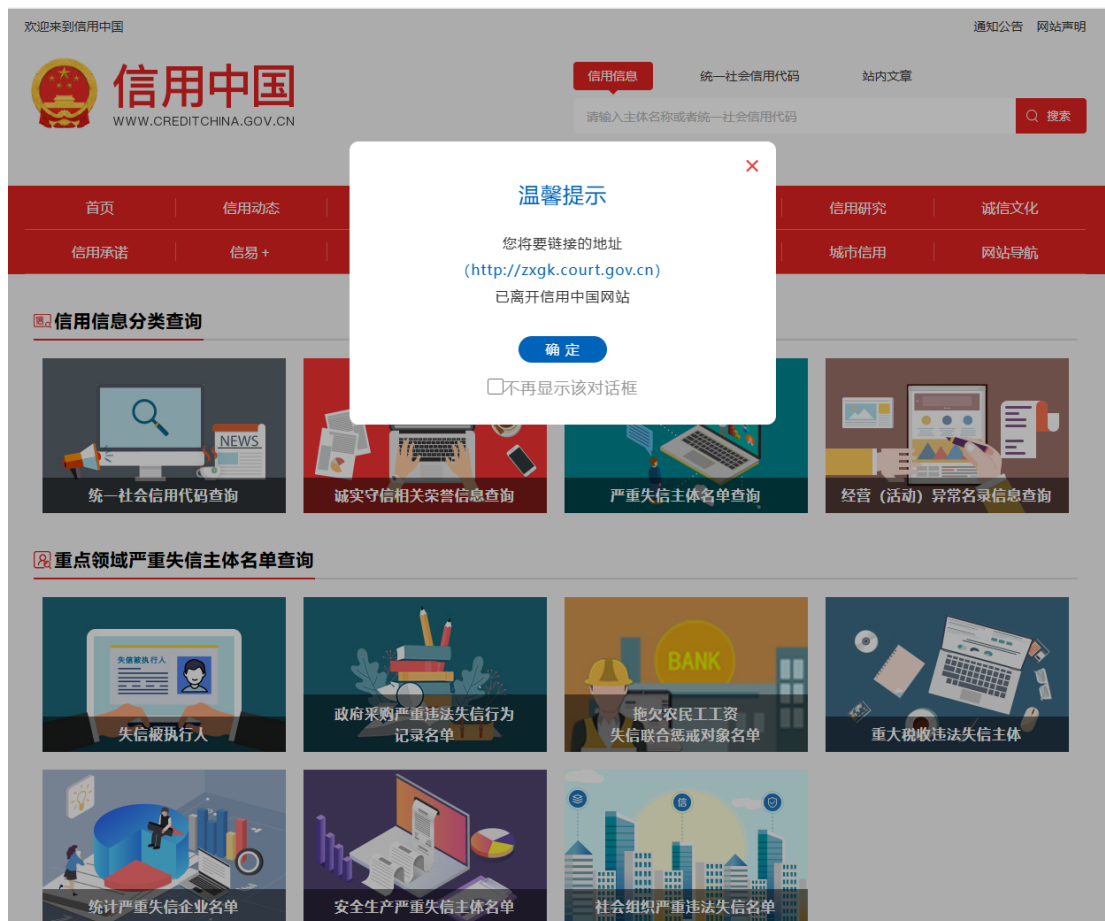 欢迎来到信用中国
通知公告 网站声明
信用中国
WWW.CREDITCHINA.GOV.CN
信用信息 统一社会信用代码 站内文章
请输入主体名称或者统一社会信用代码
搜索
温馨提示
您将要链接的地址
(http://zxgk.court.gov.cn)
已离开信用中国网站
确 定
不再显示该对话框
首页 信用动态 信用研究 诚信文化
信用承诺 信易+ 城市信用 网站导航
信用信息分类查询
NEWS
统一社会信用代码查询
诚实守信相关荣誉信息查询
严重失信主体名单查询
经营（活动）异常名录信息查询
重点领域严重失信主体名单查询
失信被执行人
失信被执行人
政府采购严重违法失信行为
记录名单
BANK
拖欠农民工工资
失信联合惩戒对象名单
重大税收违法失信主体
统计严重失信企业名单
安全生产严重失信主体名单
信
社会组织严重违法失信名单